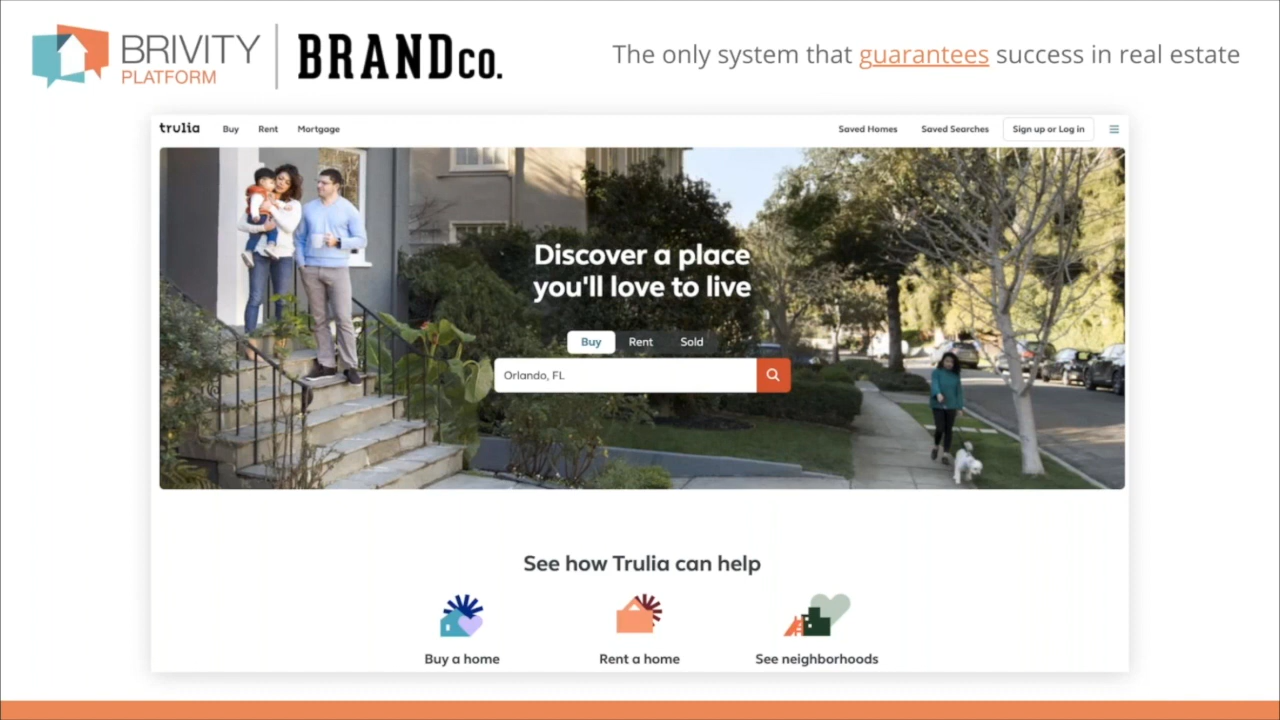 BRIVITY
PLATFORM
BRANDCO.
The only system that guarantees success in real estate
trulia Buy Rent Mortgage Saved Homes Saved Searches Sign up or Log in
Discover a place
you'll love to live
Buy Rent Sold
Orlando, FL
See how Trulia can help
Buy a home Rent a home See neighborhoods